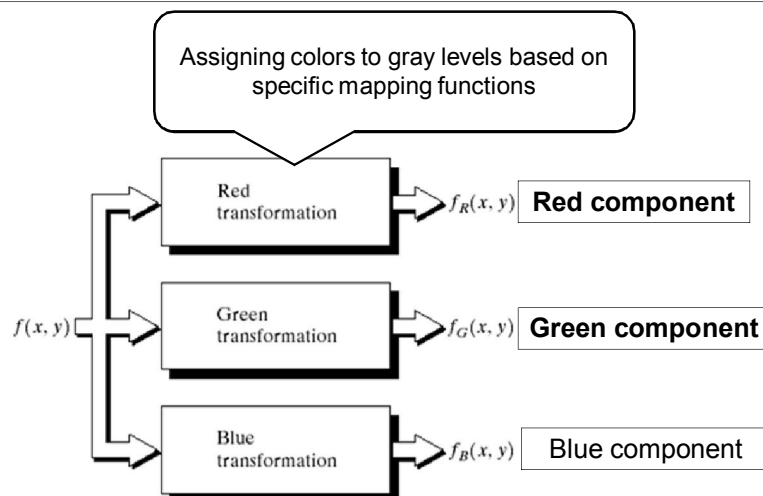 Assigning colors to gray levels based on
specific mapping functions
Red
transformation
f_R(x, y)
Red component
f(x, y)
Green
transformation
f_G(x, y)
Green component
Blue
transformation
f_B(x, y)
Blue component